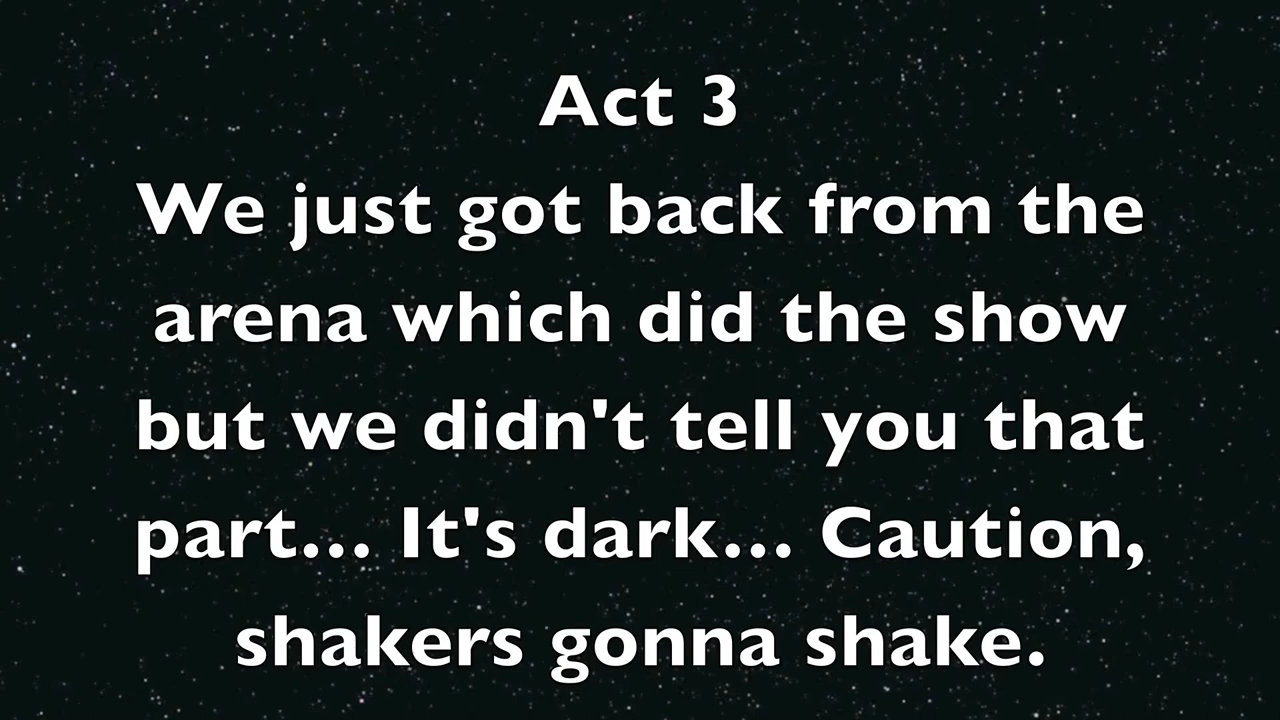 Act 3
We just got back from the
arena which did the show
but we didn't tell you that
part... It's dark... Caution,
shakers gonna shake.